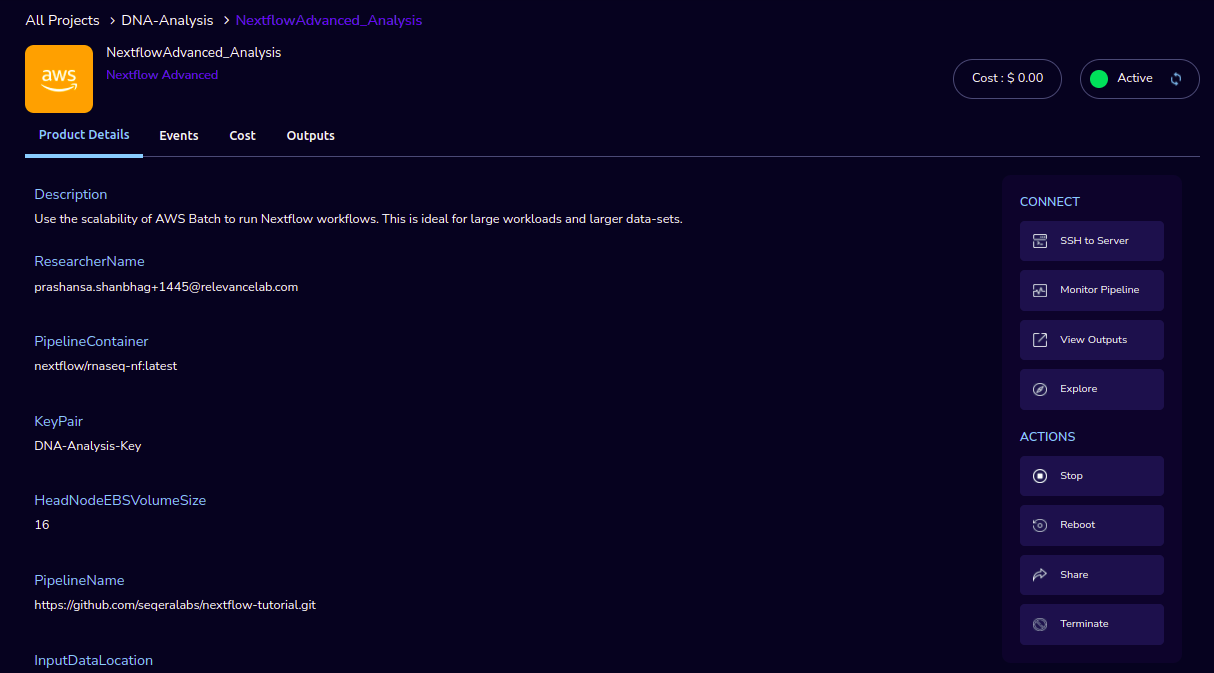 All Projects > DNA-Analysis > NextflowAdvanced_Analysis
aws
NextflowAdvanced_Analysis
Nextflow Advanced
Cost : $ 0.00
Active
Product Details
Events
Cost
Outputs
Description
Use the scalability of AWS Batch to run Nextflow workflows. This is ideal for large workloads and larger data-sets.
ResearcherName
prashansa.shanbhag+1445@relevancelab.com
PipelineContainer
nextflow/rnaseq-nf:latest
KeyPair
DNA-Analysis-Key
HeadNodeEBSVolumeSize
16
PipelineName
https://github.com/seqeralabs/nextflow-tutorial.git
InputDataLocation
CONNECT
SSH to Server
Monitor Pipeline
View Outputs
Explore
ACTIONS
Stop
Reboot
Share
Terminate